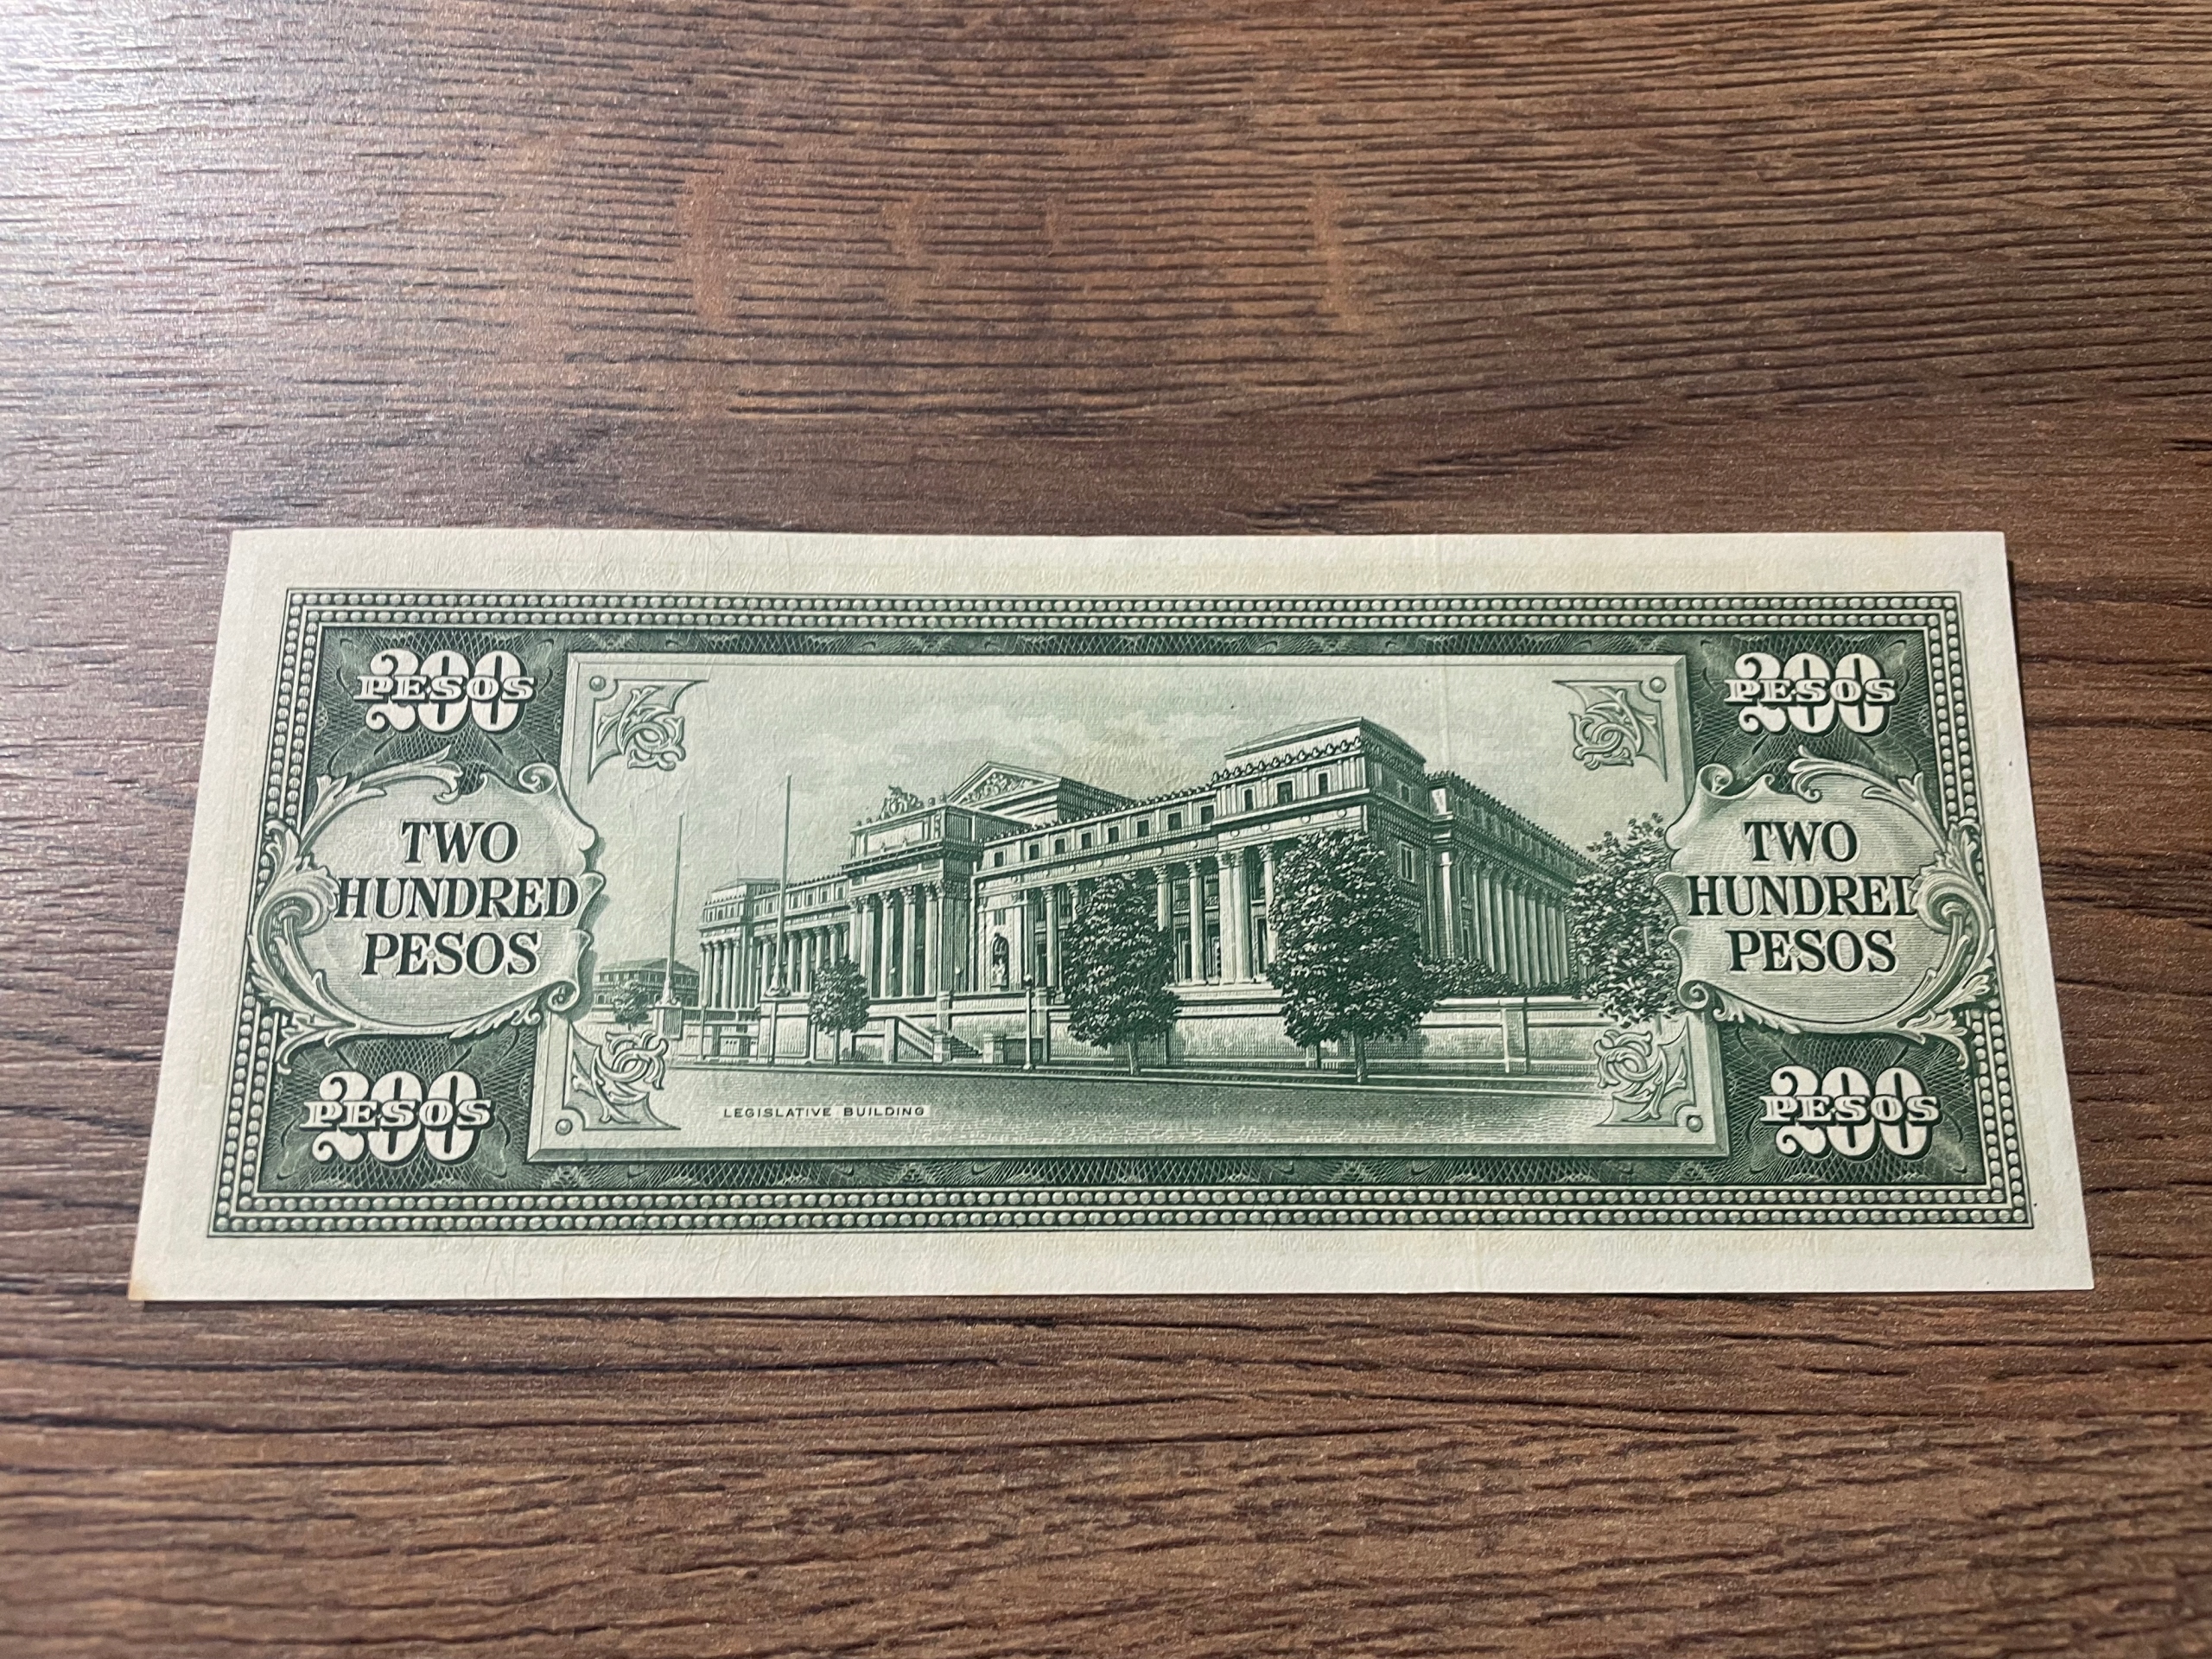 200
PESOS
200
PESOS
TWO
HUNDRED
PESOS
TWO
HUNDRED
PESOS
200
PESOS
200
PESOS
LEGISLATIVE BUILDING